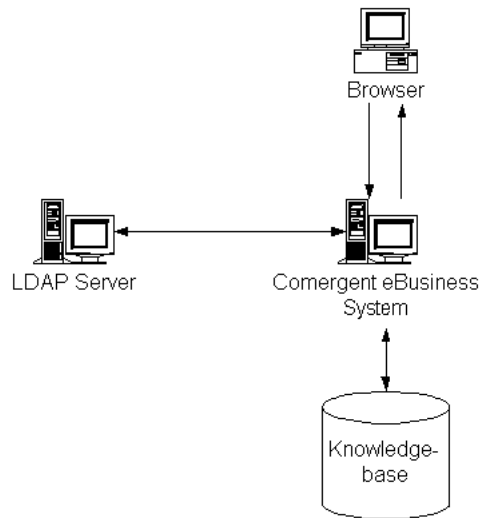 Browser
LDAP Server
Comergent eBusiness
System
Knowledge-
base